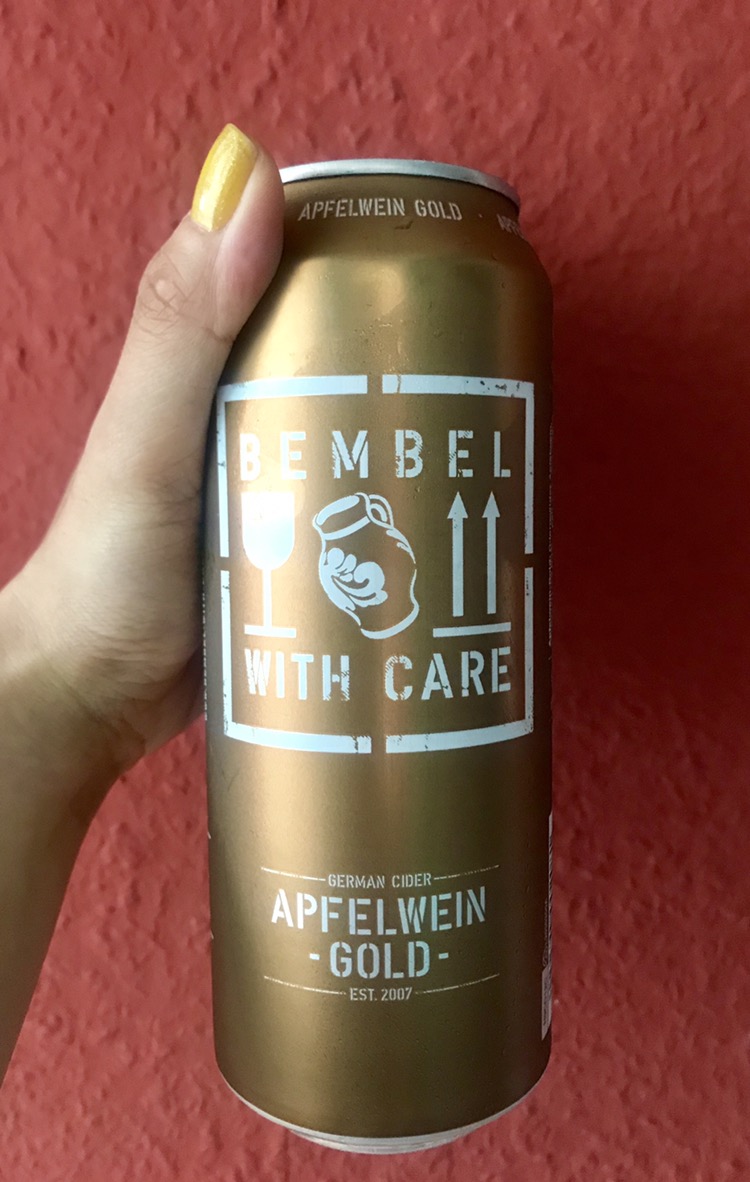 APFELWEIN GOLD
BEMBEL
WITH CARE
GERMAN CIDER
APFELWEIN
-GOLD-
EST. 2007